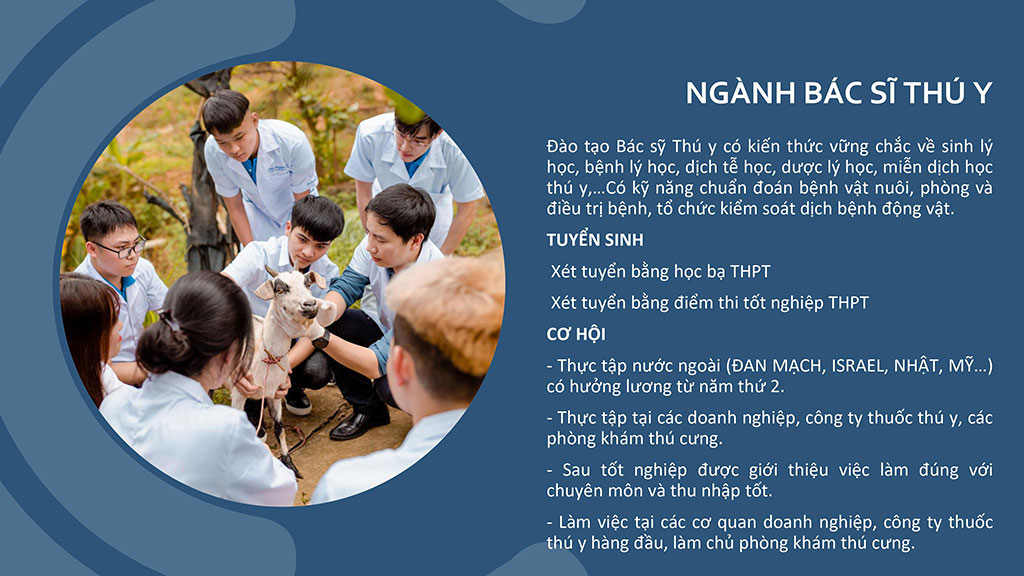 NGÀNH BÁC SĨ THÚ Y
Đào tạo Bác sỹ Thú y có kiến thức vững chắc về sinh lý
học, bệnh lý học, dịch tễ học, dược lý học, miễn dịch học
thú y,...Có kỹ năng chuẩn đoán bệnh vật nuôi, phòng và
điều trị bệnh, tổ chức kiểm soát dịch bệnh động vật.
TUYỂN SINH
Xét tuyển bằng học bạ THPT
Xét tuyển bằng điểm thi tốt nghiệp THPT
CƠ HỘI
- Thực tập nước ngoài (ĐAN MẠCH, ISRAEL, NHẬT, MỸ...)
có hưởng lương từ năm thứ 2.
- Thực tập tại các doanh nghiệp, công ty thuốc thú y, các
phòng khám thú cưng.
- Sau tốt nghiệp được giới thiệu việc làm đúng với
chuyên môn và thu nhập tốt.
- Làm việc tại các cơ quan doanh nghiệp, công ty thuốc
thú y hàng đầu, làm chủ phòng khám thú cưng.